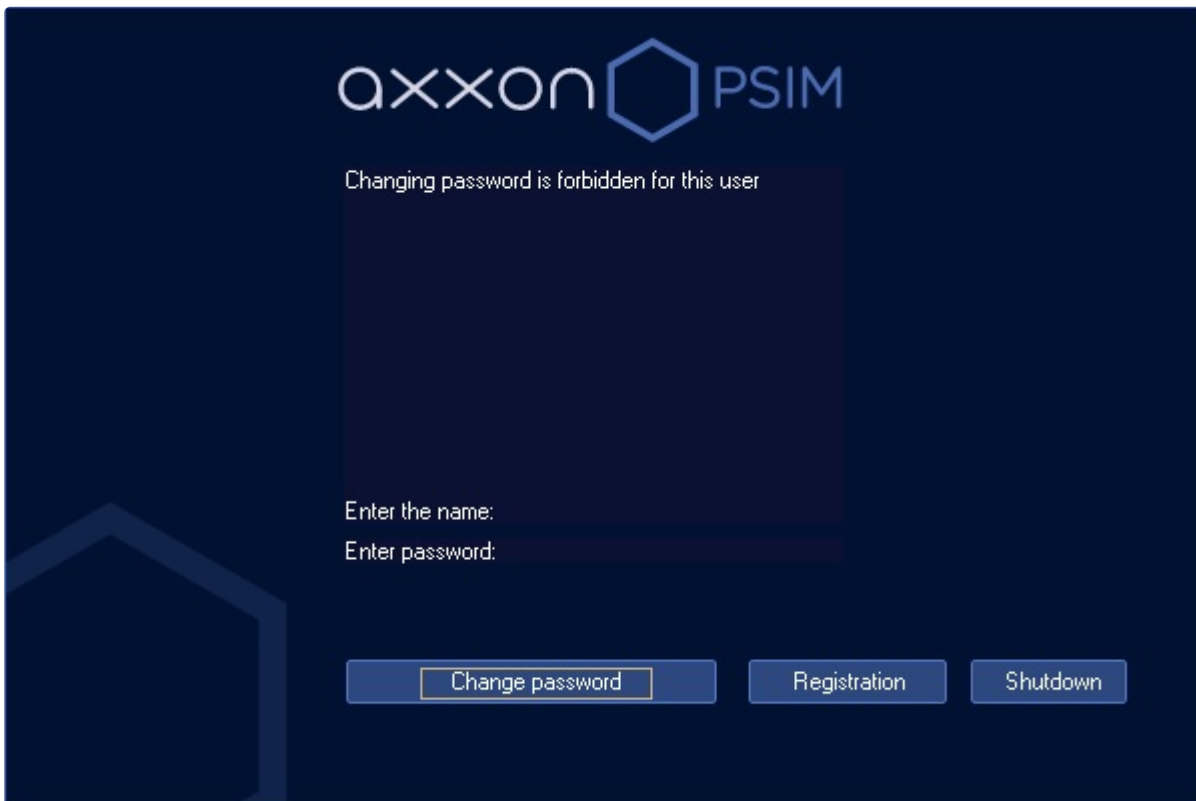 axxon PSIM
Changing password is forbidden for this user
Enter the name:
Enter password:
Change password Registration Shutdown